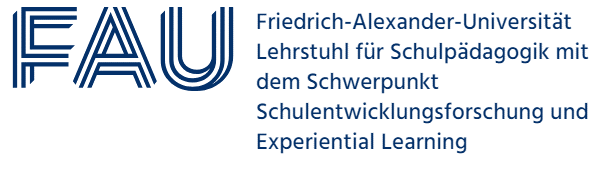 FAU
Friedrich-Alexander-Universität
Lehrstuhl für Schulpädagogik mit
dem Schwerpunkt
Schulentwicklungsforschung und
Experiential Learning